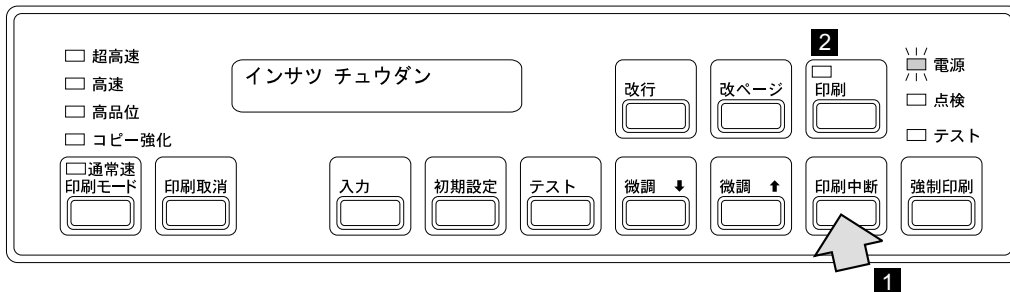 超高速
高速
高品位
コピー強化
通常速
印刷モード
印刷取消
インサツ チュウダン
入力
初期設定
テスト
改行
改ページ
2
印刷
電源
点検
テスト
微調 ⬇
微調 ⬆
印刷中断
強制印刷
1